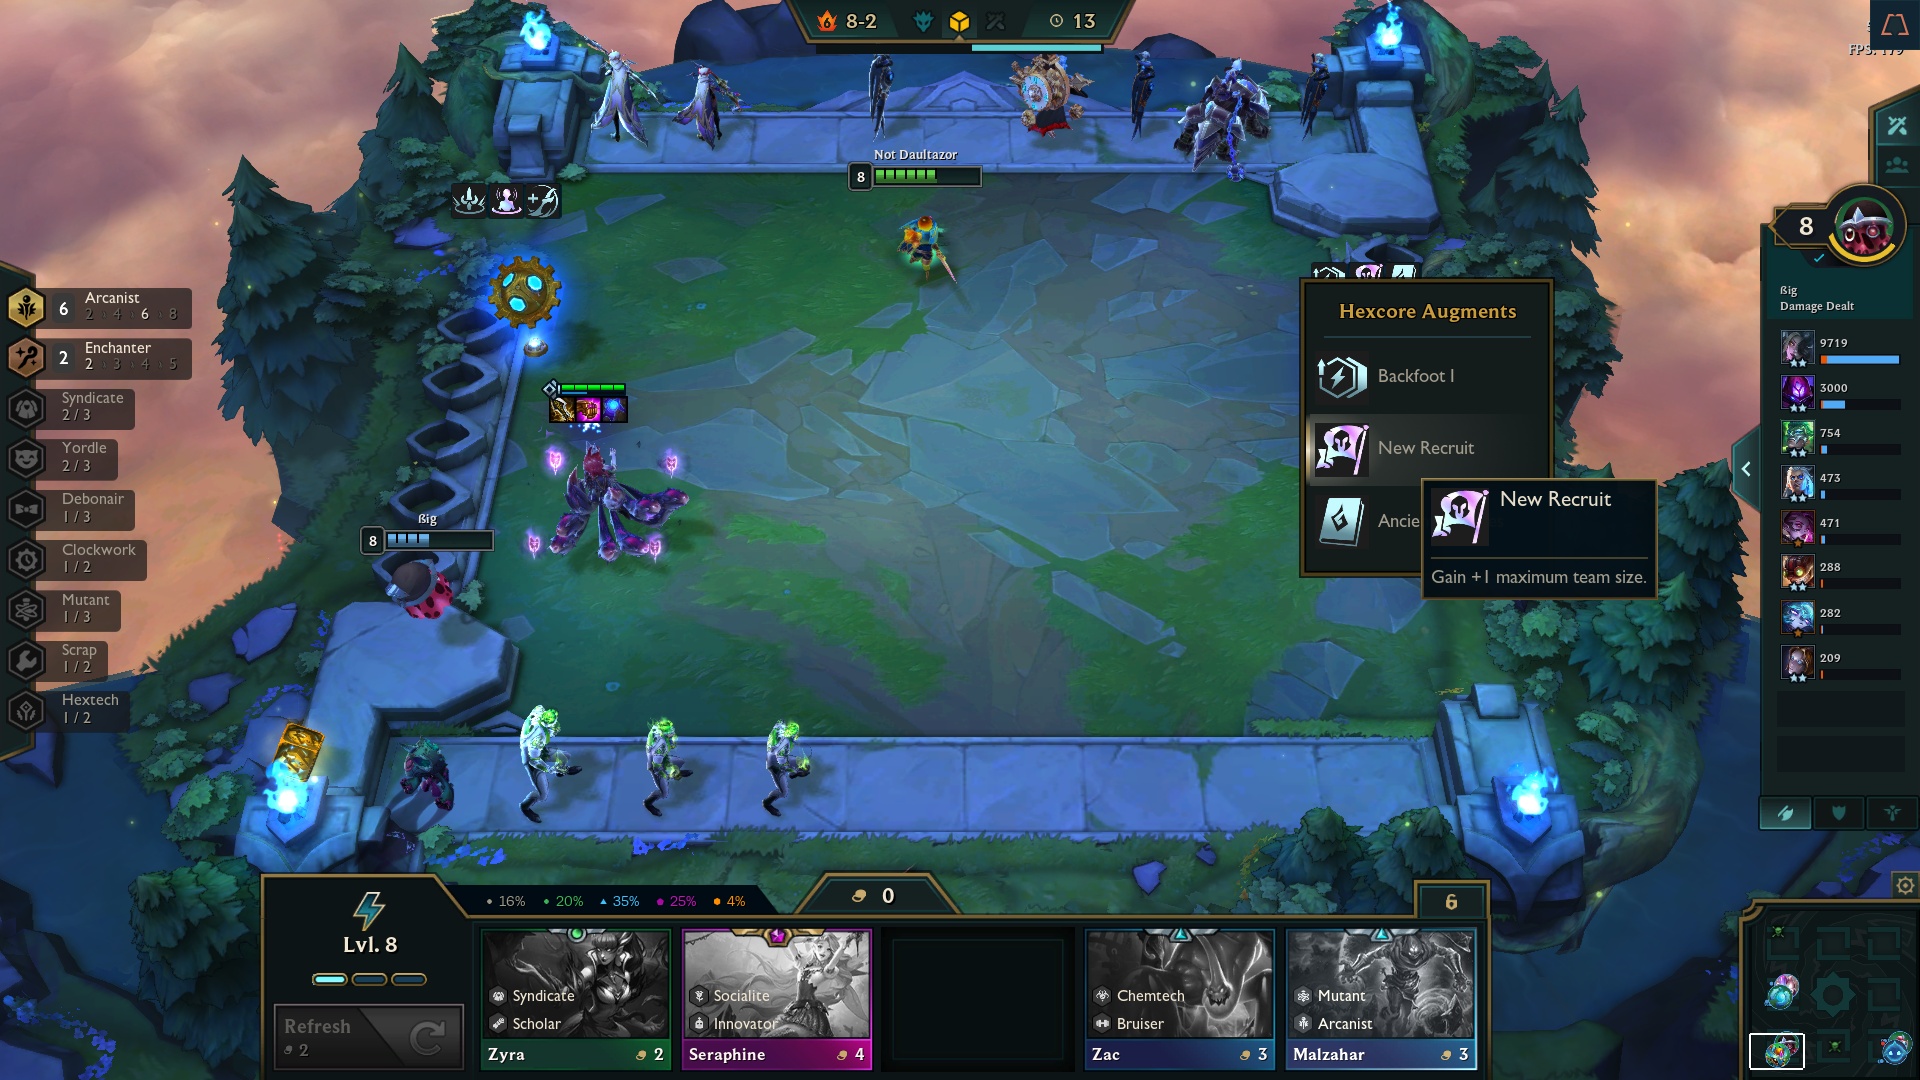 8-2
13
Not Daultazor
8
8
ßig
Damage Dealt
9719
3000
754
473
471
288
282
209
6
Arcanist
2 4 6 8
2
Enchanter
2 3 4 5
Syndicate
2 / 3
Yordle
2 / 3
Debonair
1 / 3
Clockwork
1 / 2
Mutant
1 / 3
Scrap
1 / 2
Hextech
1 / 2
Hexcore Augments
Backfoot I
New Recruit
Ancie
New Recruit
Gain +1 maximum team size.
ßig
8
Lvl. 8
Refresh
2
16% 20% 35% 25% 4%
0
6
Syndicate
Scholar
Zyra 2
Socialite
Innovator
Seraphine 4
Chemtech
Bruiser
Zac 3
Mutant
Arcanist
Malzahar 3